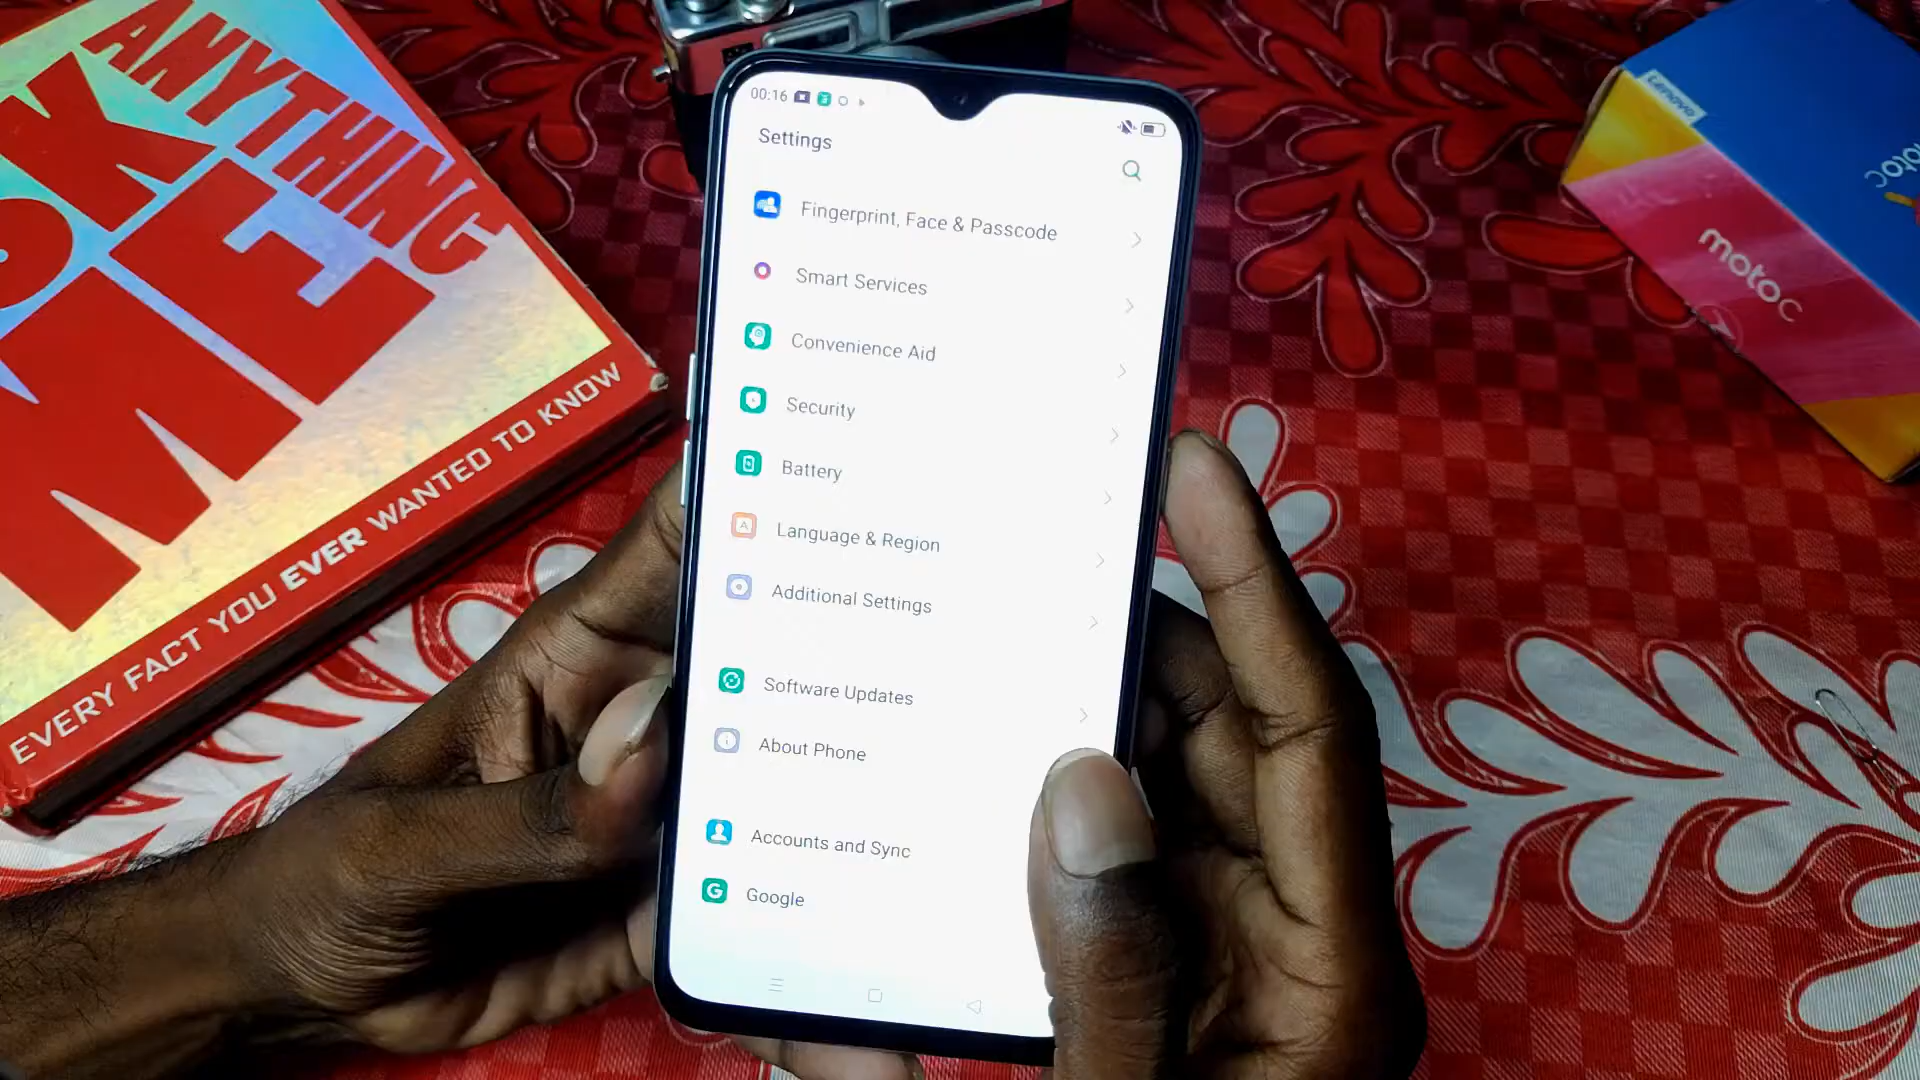 ANYTHING
ME
EVERY FACT YOU EVER WANTED TO KNOW
00:16
Settings
Fingerprint, Face & Passcode
Smart Services
Convenience Aid
Security
Battery
Language & Region
Additional Settings
Software Updates
About Phone
Accounts and Sync
Google
Lenovo
moto c